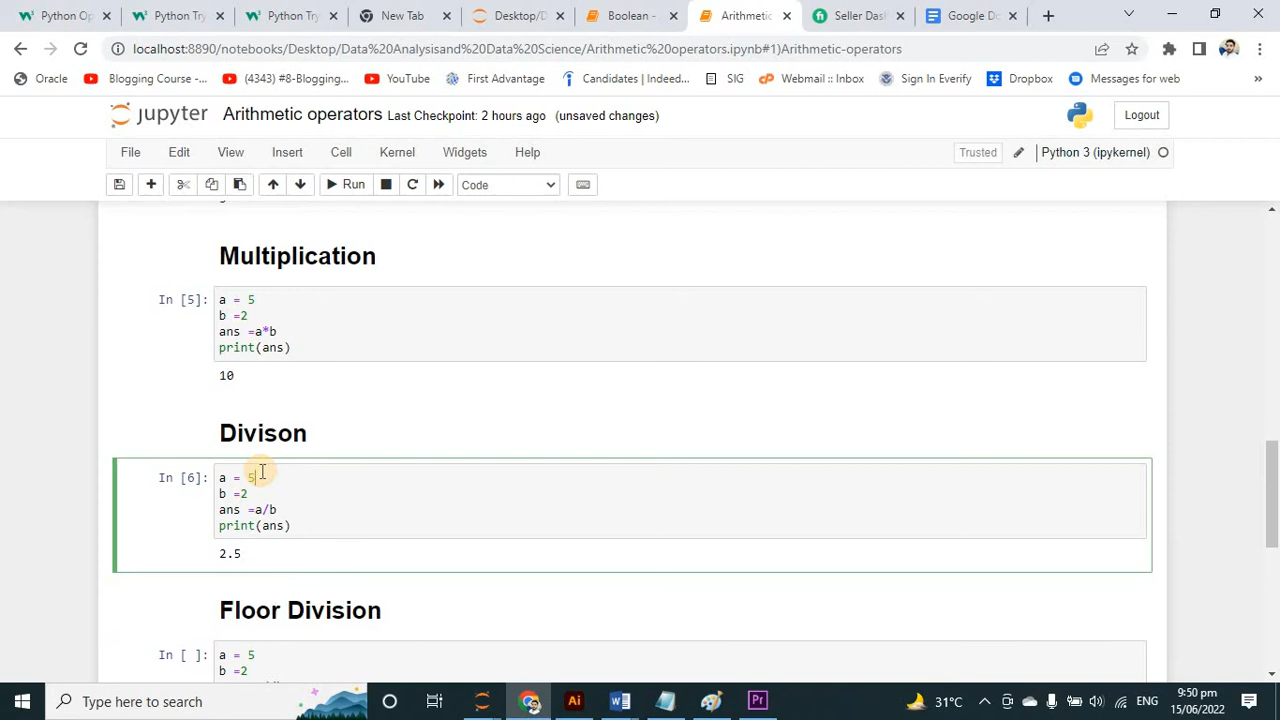 Python Op
Python Try
Python Try
New Tab
Desktop/D
Boolean -
Arithmetic
Seller Dash
Google Do
localhost:8890/notebooks/Desktop/Data%20Analysisand%20Data%20Science/Arithmetic%20operators.ipynb#1)Arithmetic-operators
Oracle
Blogging Course -...
(4343) #8-Blogging...
YouTube
First Advantage
Candidates | Indeed...
SIG
Webmail :: Inbox
Sign In Everify
Dropbox
Messages for web
»
jupyter Arithmetic operators Last Checkpoint: 2 hours ago (unsaved changes)
Logout
File Edit View Insert Cell Kernel Widgets Help
Trusted
Python 3 (ipykernel)
Run
Code
Multiplication
In [5]: a = 5
b =2
ans =a*b
print(ans)
10
Divison
In [6]: a = 5
b =2
ans =a/b
print(ans)
2.5
Floor Division
In [ ]: a = 5
b =2
Type here to search
31°C
ENG
9:50 pm
15/06/2022